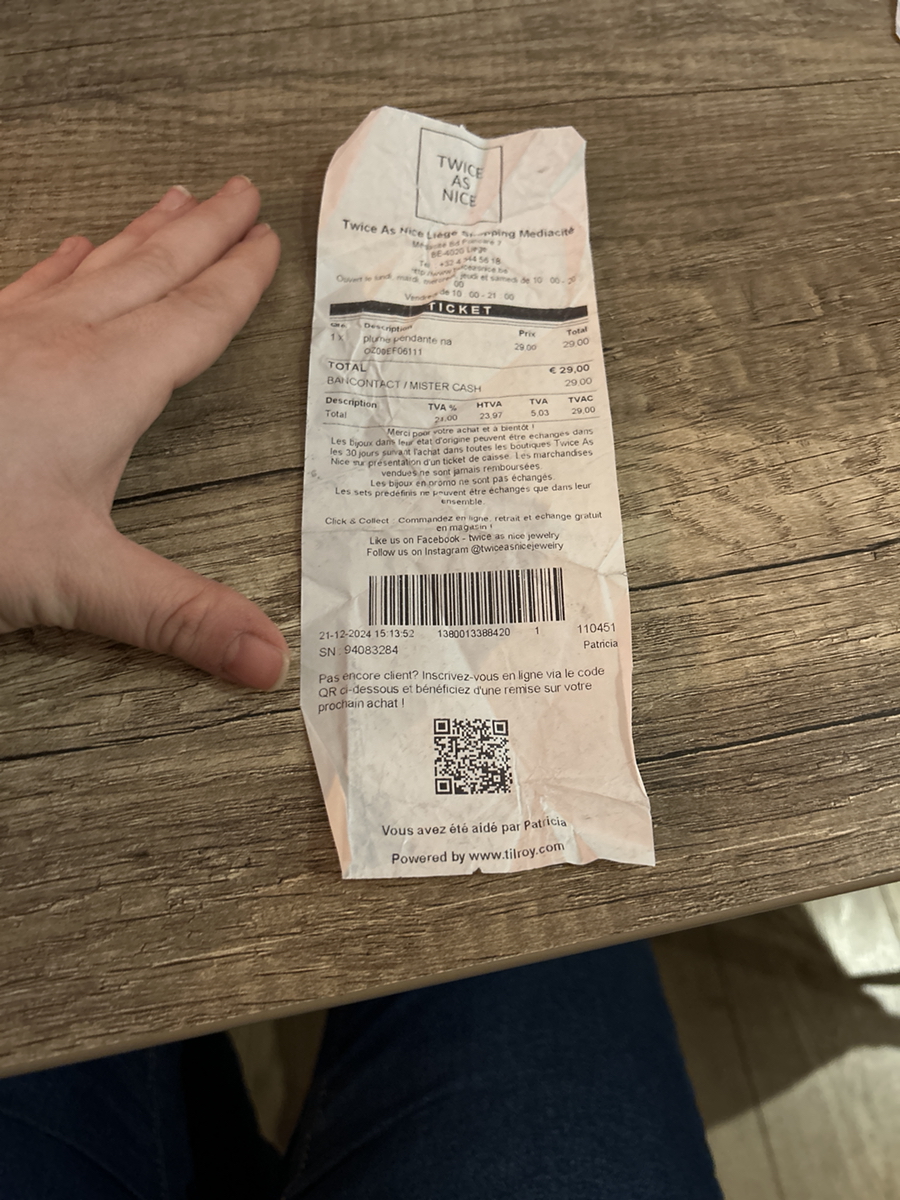 TWICE
AS
NICE
Twice As Nice Liège Shopping Mediacité
BE-4020 Liège
Ouvert le lundi, mardi, mercredi, jeudi et samedi de 10 : 00 -
00
Vendredi de 10 : 00 - 21 : 00
TICKET
Description Prix Total
1 x plume pendante na 29.00 29.00
TOTAL € 29,00
BANCONTACT / MISTER CASH 29.00
Description TVA % HTVA TVA TVAC
Total 21.00 23.97 5.03 29.00
Merci pour votre achat et à bientôt !
Les bijoux dans leur état d'origine peuvent être échangés dans
les 30 jours suivant l'achat dans toutes les boutiques Twice As
Nice sur présentation d'un ticket de caisse. Les marchandises
vendues ne sont jamais remboursées.
Les bijoux en promo ne sont pas échangés.
Les sets prédéfinis ne peuvent être échangés que dans leur
ensemble.
Click & Collect : Commandez en ligne, retrait et echange gratuit
en magasin !
Like us on Facebook - twice as nice jewelry
Follow us on Instagram @twiceasnicejewelry
21-12-2024 15:13:52 1380013388420 1 110451
SN : 94083284 Patricia
Pas encore client? Inscrivez-vous en ligne via le code
QR ci-dessous et bénéficiez d'une remise sur votre
prochain achat !
Vous avez été aidé par Patricia
Powered by www.tilroy.com